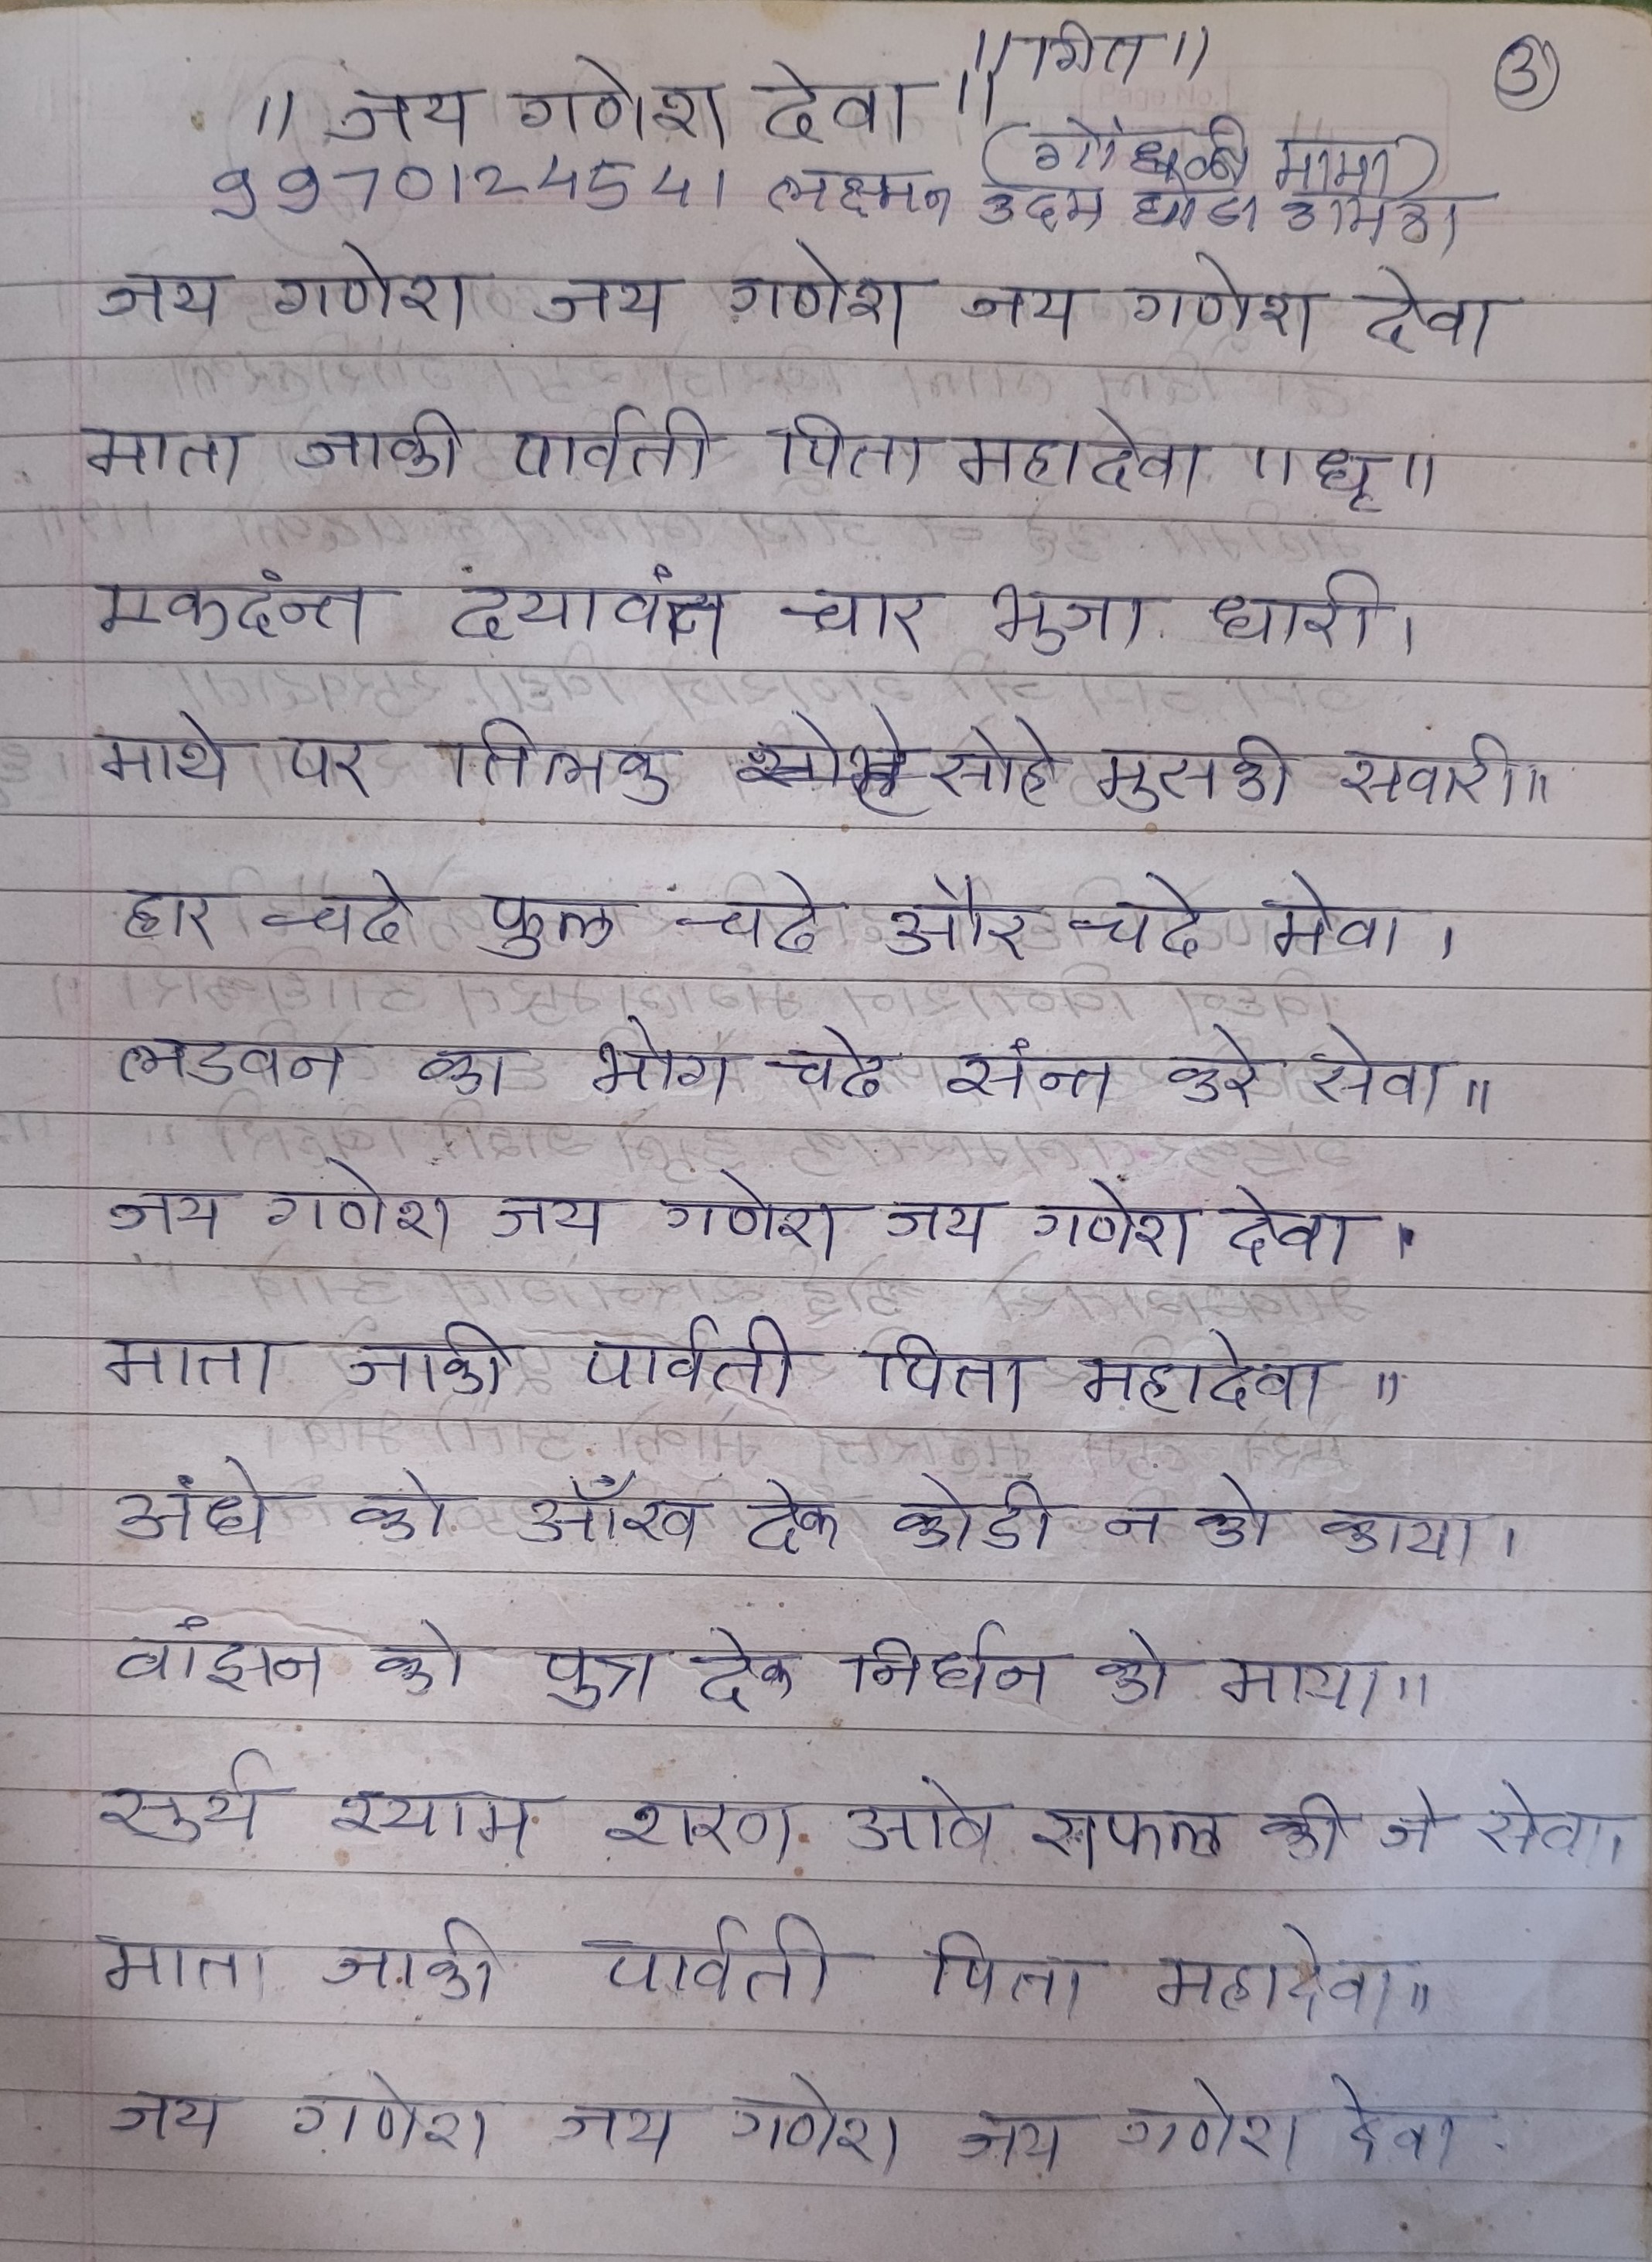 ॥ गित ॥
③
॥ जय गणेश देवा ॥
(गोंधळी मामा)
9970124541 लक्ष्मन उदम घोडा
जय गणेश जय गणेश जय गणेश देवा
माता जाकी पार्वती पिता महादेवा ॥ धृ ॥
एकदंन्त दयावंत चार भुजा धारी।
माथे पर तिलक सोहे मुसकी सवारी॥
हार चढे फुल चढे और चढे मेवा।
लडवन का भोग चढे संन्त करे सेवा॥
जय गणेश जय गणेश जय गणेश देवा।
माता जाकी पार्वती पिता महादेवा॥
अंधे को आँख देक कोडी न को काया।
वांझन को पुत्र देक निर्धन को माया॥
सुर्य श्याम शरण आवे सफल की जे सेवा।
माता जाकी पार्वती पिता महादेवा॥
जय गणेश जय गणेश जय गणेश देवा